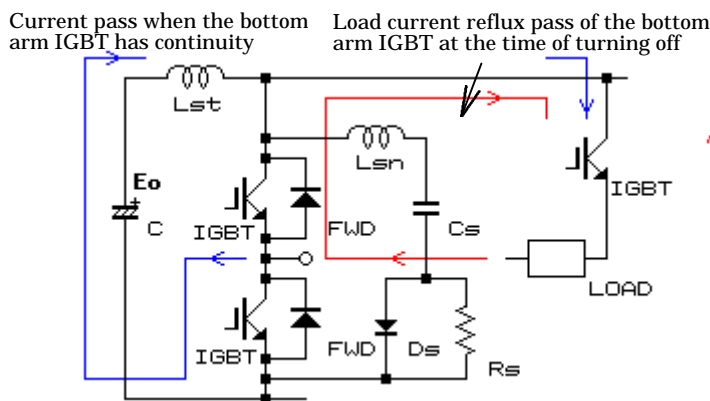 Current pass when the bottom
arm IGBT has continuity
Load current reflux pass of the bottom
arm IGBT at the time of turning off
Lst
Lsn
IGBT
Eo
+
C
IGBT
FWD
Cs
LOAD
IGBT
FWD
Ds
Rs